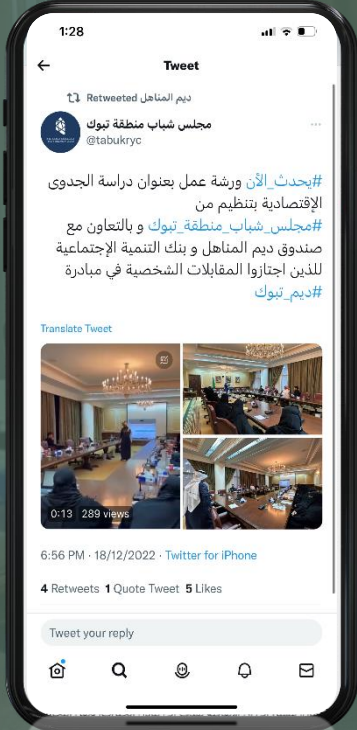 1:28
Tweet
ديم المناهل Retweeted
مجلس شباب منطقة تبوك
@tabukryc
#يحدث_الآن ورشة عمل بعنوان دراسة الجدوى
الإقتصادية بتنظيم من
#مجلس_شباب_منطقة_تبوك و بالتعاون مع
صندوق ديم المناهل و بنك التنمية الإجتماعية
للذين اجتازوا المقابلات الشخصية في مبادرة
#ديم_تبوك
Translate Tweet
0:13 289 views
6:56 PM · 18/12/2022 · Twitter for iPhone
4 Retweets 1 Quote Tweet 5 Likes
Tweet your reply